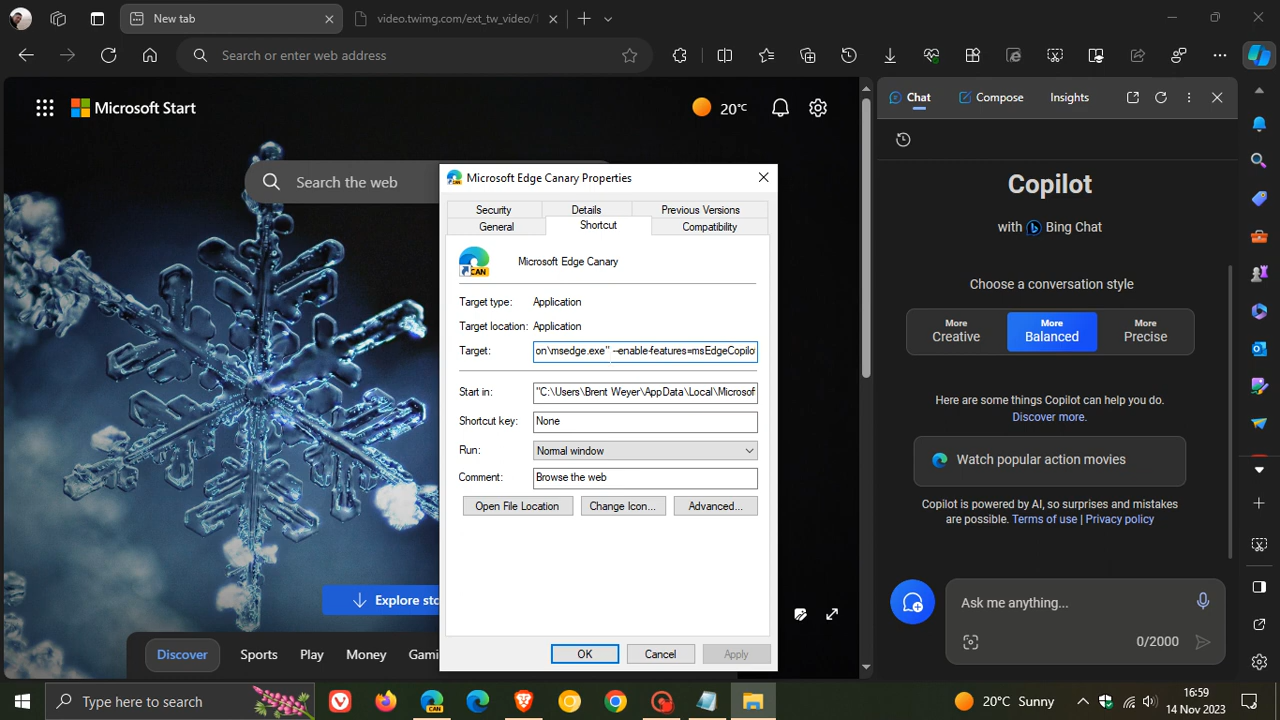 New tab
video.twimg.com/ext_tw_video/1
Search or enter web address
Microsoft Start
20°C
Search the web
Explore sto
Discover
Sports
Play
Money
Gami
Microsoft Edge Canary Properties
Security
Details
Previous Versions
General
Shortcut
Compatibility
CAN
Microsoft Edge Canary
Target type:
Application
Target location:
Application
Target:
on\msedge.exe" --enable-features=msEdgeCopilot
Start in:
"C:\Users\Brent Weyer\AppData\Local\Microsof
Shortcut key:
None
Run:
Normal window
Comment:
Browse the web
Open File Location
Change Icon...
Advanced...
OK
Cancel
Apply
Chat
Compose
Insights
Copilot
with Bing Chat
Choose a conversation style
More
Creative
More
Balanced
More
Precise
Here are some things Copilot can help you do.
Discover more.
Watch popular action movies
Copilot is powered by AI, so surprises and mistakes
are possible. Terms of use | Privacy policy
Ask me anything...
0/2000
Type here to search
CAN
20°C Sunny
16:59
14 Nov 2023